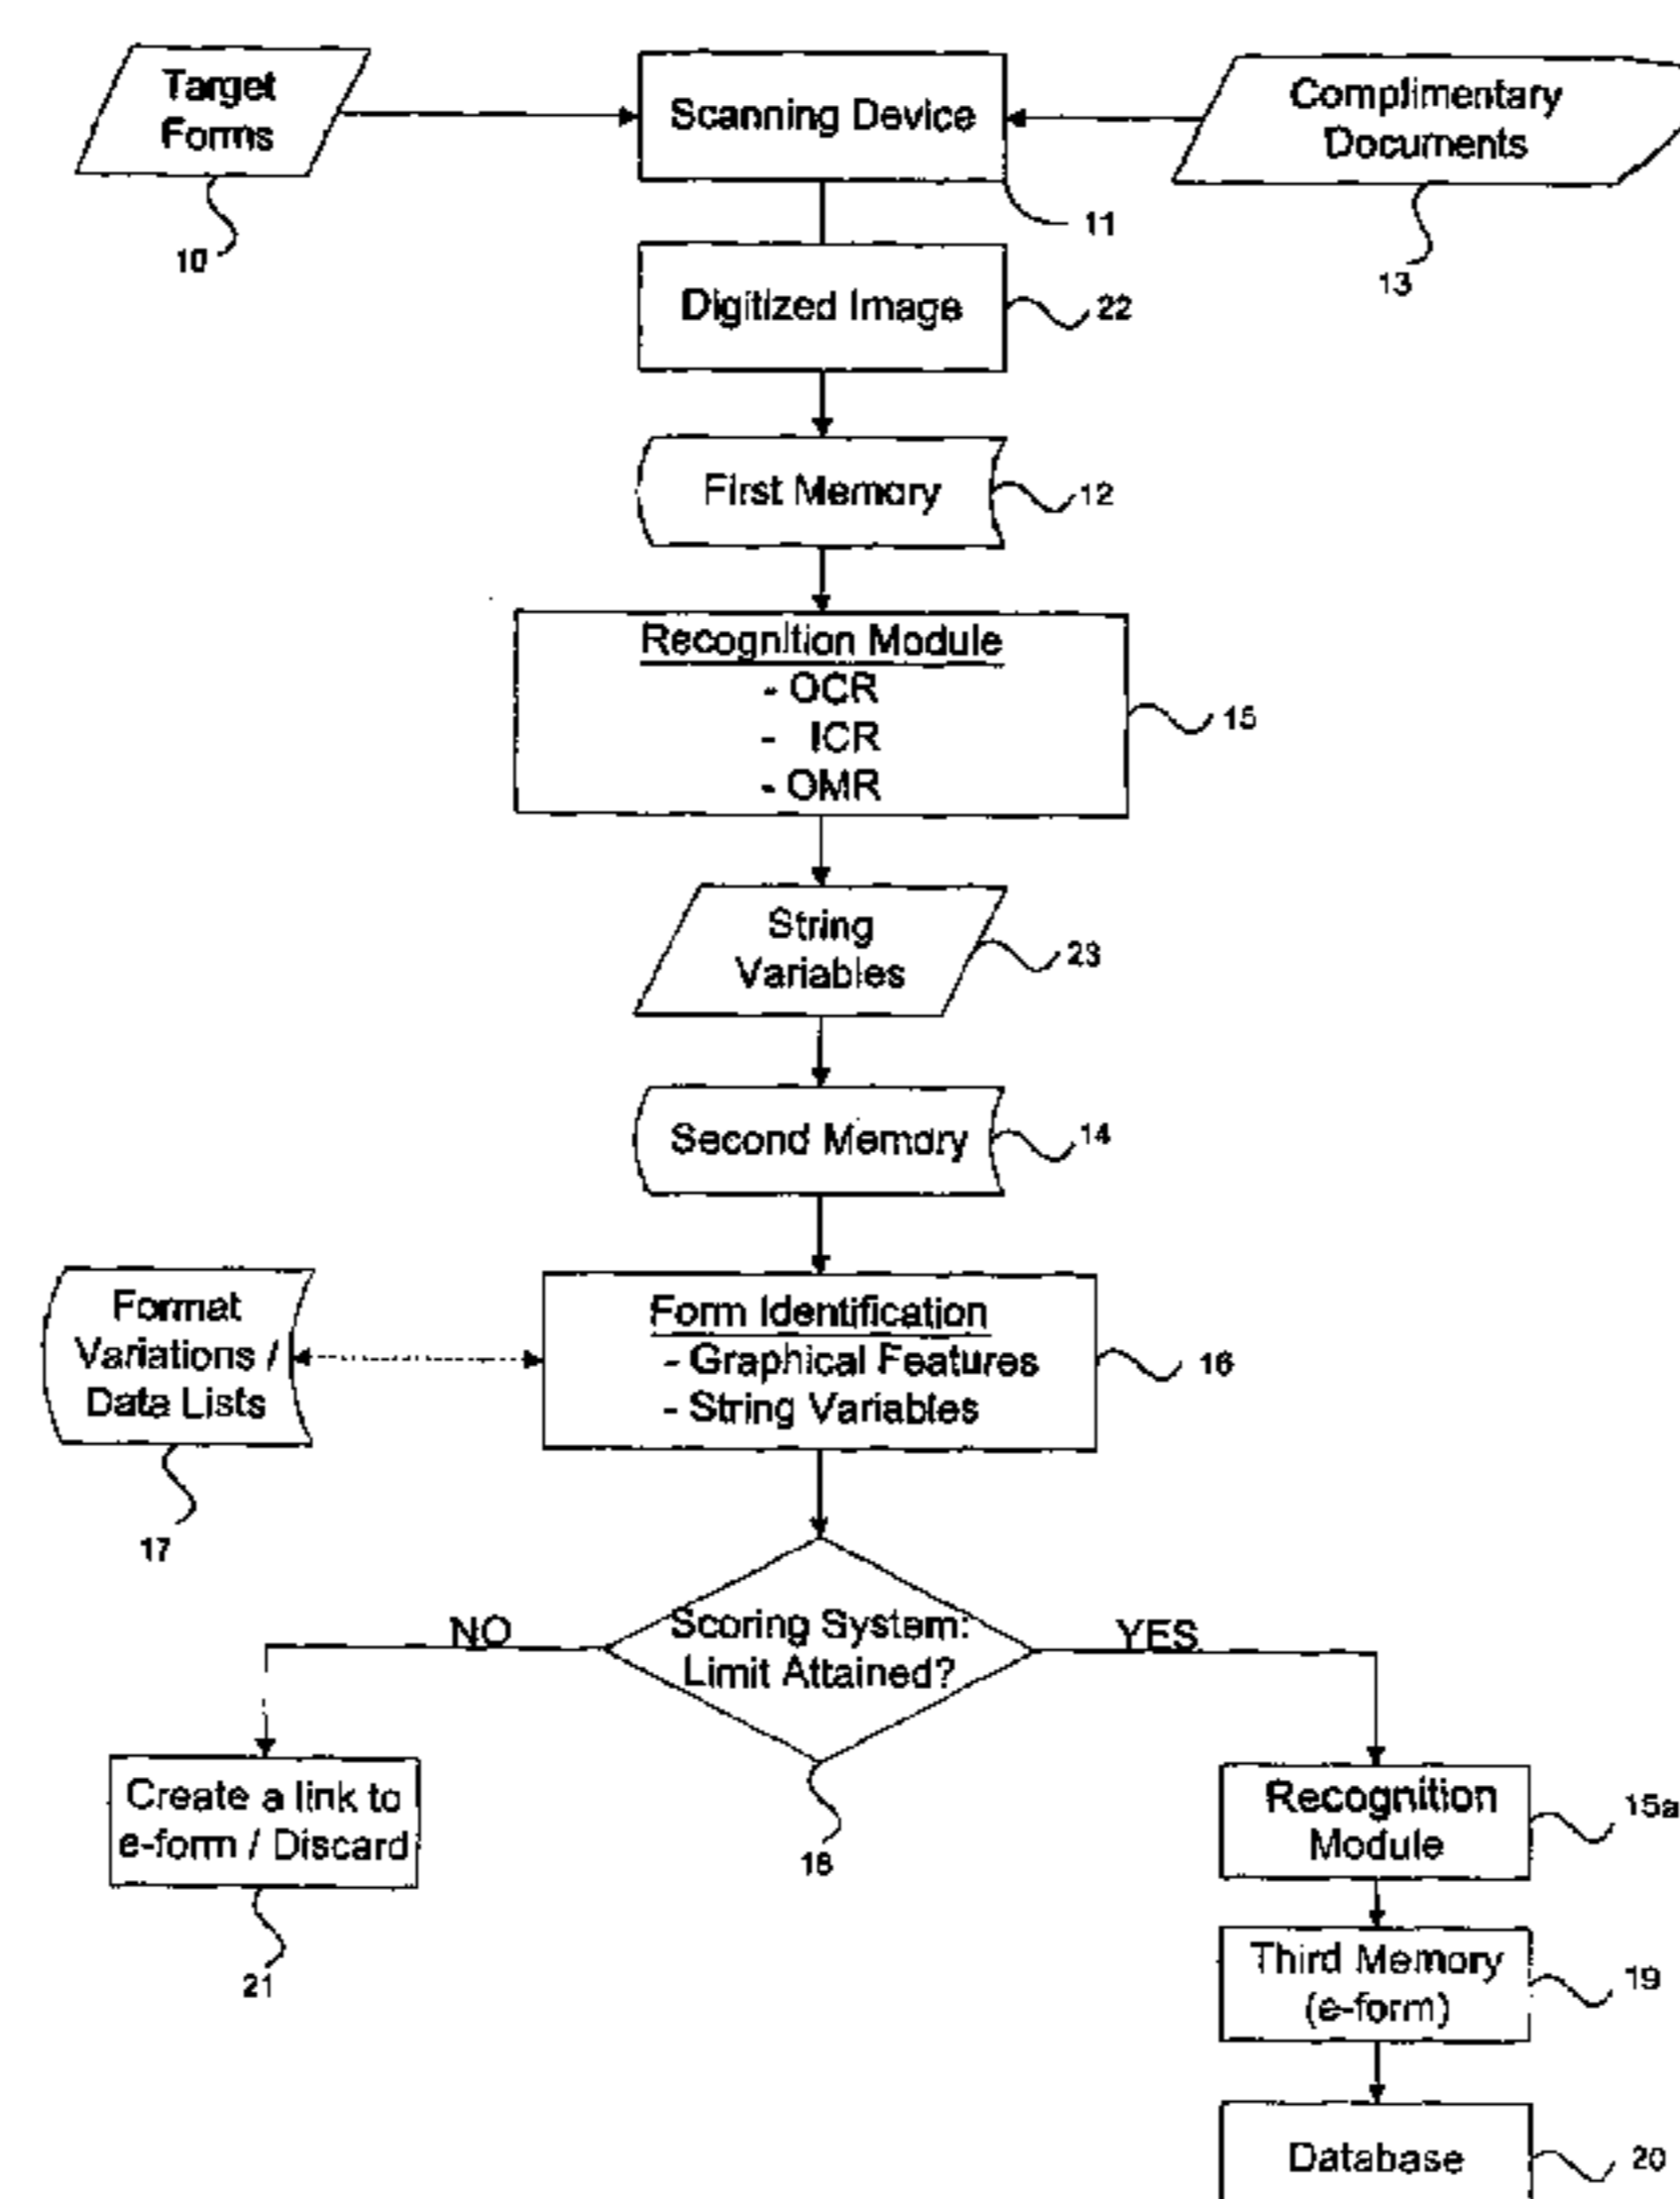 Target
Forms
10
Scanning Device
11
Complimentary
Documents
13
Digitized Image
22
First Memory
12
Recognition Module
- OCR
- ICR
- OMR
15
String
Variables
23
Second Memory
14
Format
Variations /
Data Lists
17
Form Identification
- Graphical Features
- String Variables
16
Scoring System:
Limit Attained?
18
NO
YES
Create a link to
e-form / Discard
21
Recognition
Module
15a
Third Memory
(e-form)
19
Database
20